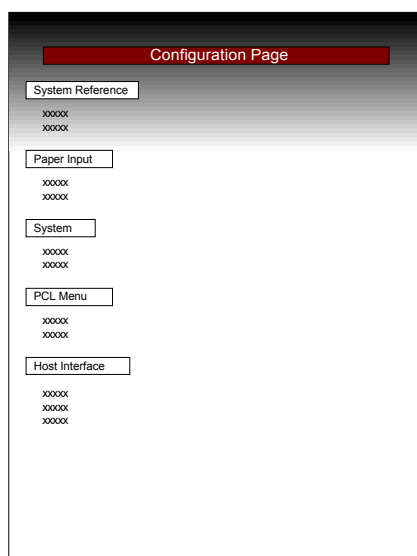 Configuration Page
System Reference
xxxxx
xxxxx
Paper Input
xxxxx
xxxxx
System
xxxxx
xxxxx
PCL Menu
xxxxx
xxxxx
Host Interface
xxxxx
xxxxx
xxxxx